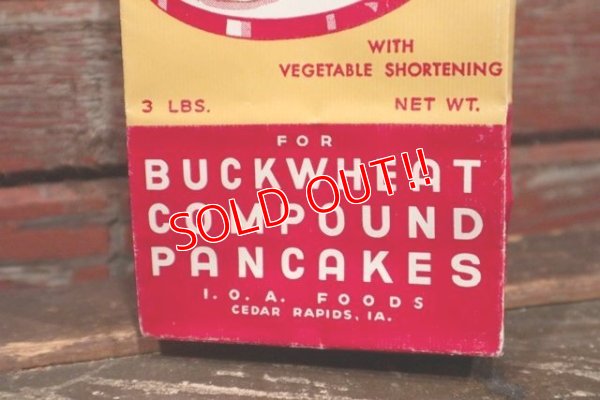 WITH
VEGETABLE SHORTENING
3 LBS. NET WT.
FOR
BUCKWHEAT
COMPOUND
PANCAKES
SOLD OUT!!
I. O. A. FOODS
CEDAR RAPIDS, IA.